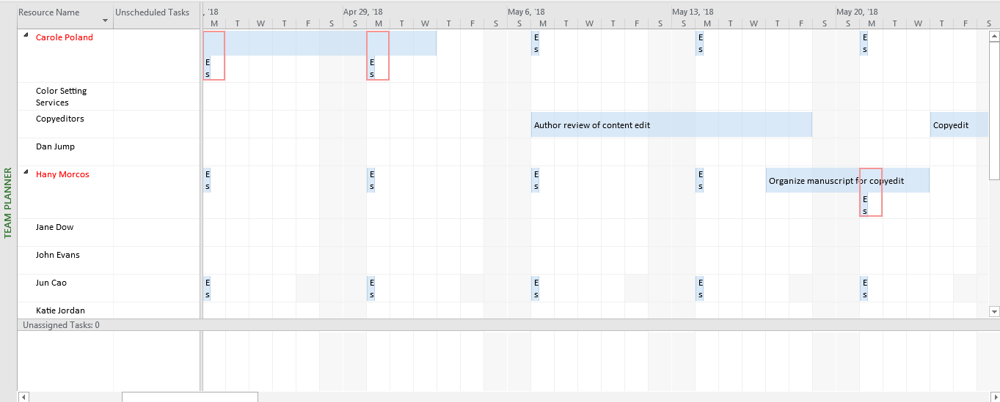 Resource Name
Unscheduled Tasks
, '18
Apr 29, '18
May 6, '18
May 13, '18
May 20, '18
M T W T F S S M T W T F S S M T W T F S S M T W T F S S M T W T F S
Carole Poland
E
s
E
s
E
s
E
s
E
s
Color Setting
Services
Copyeditors
Author review of content edit
Copyedit
Dan Jump
Hany Morcos
E
s
E
s
E
s
E
s
Organize manuscript for copyedit
E
s
Jane Dow
John Evans
Jun Cao
E
s
E
s
E
s
E
s
E
s
Katie Jordan
TEAM PLANNER
Unassigned Tasks: 0